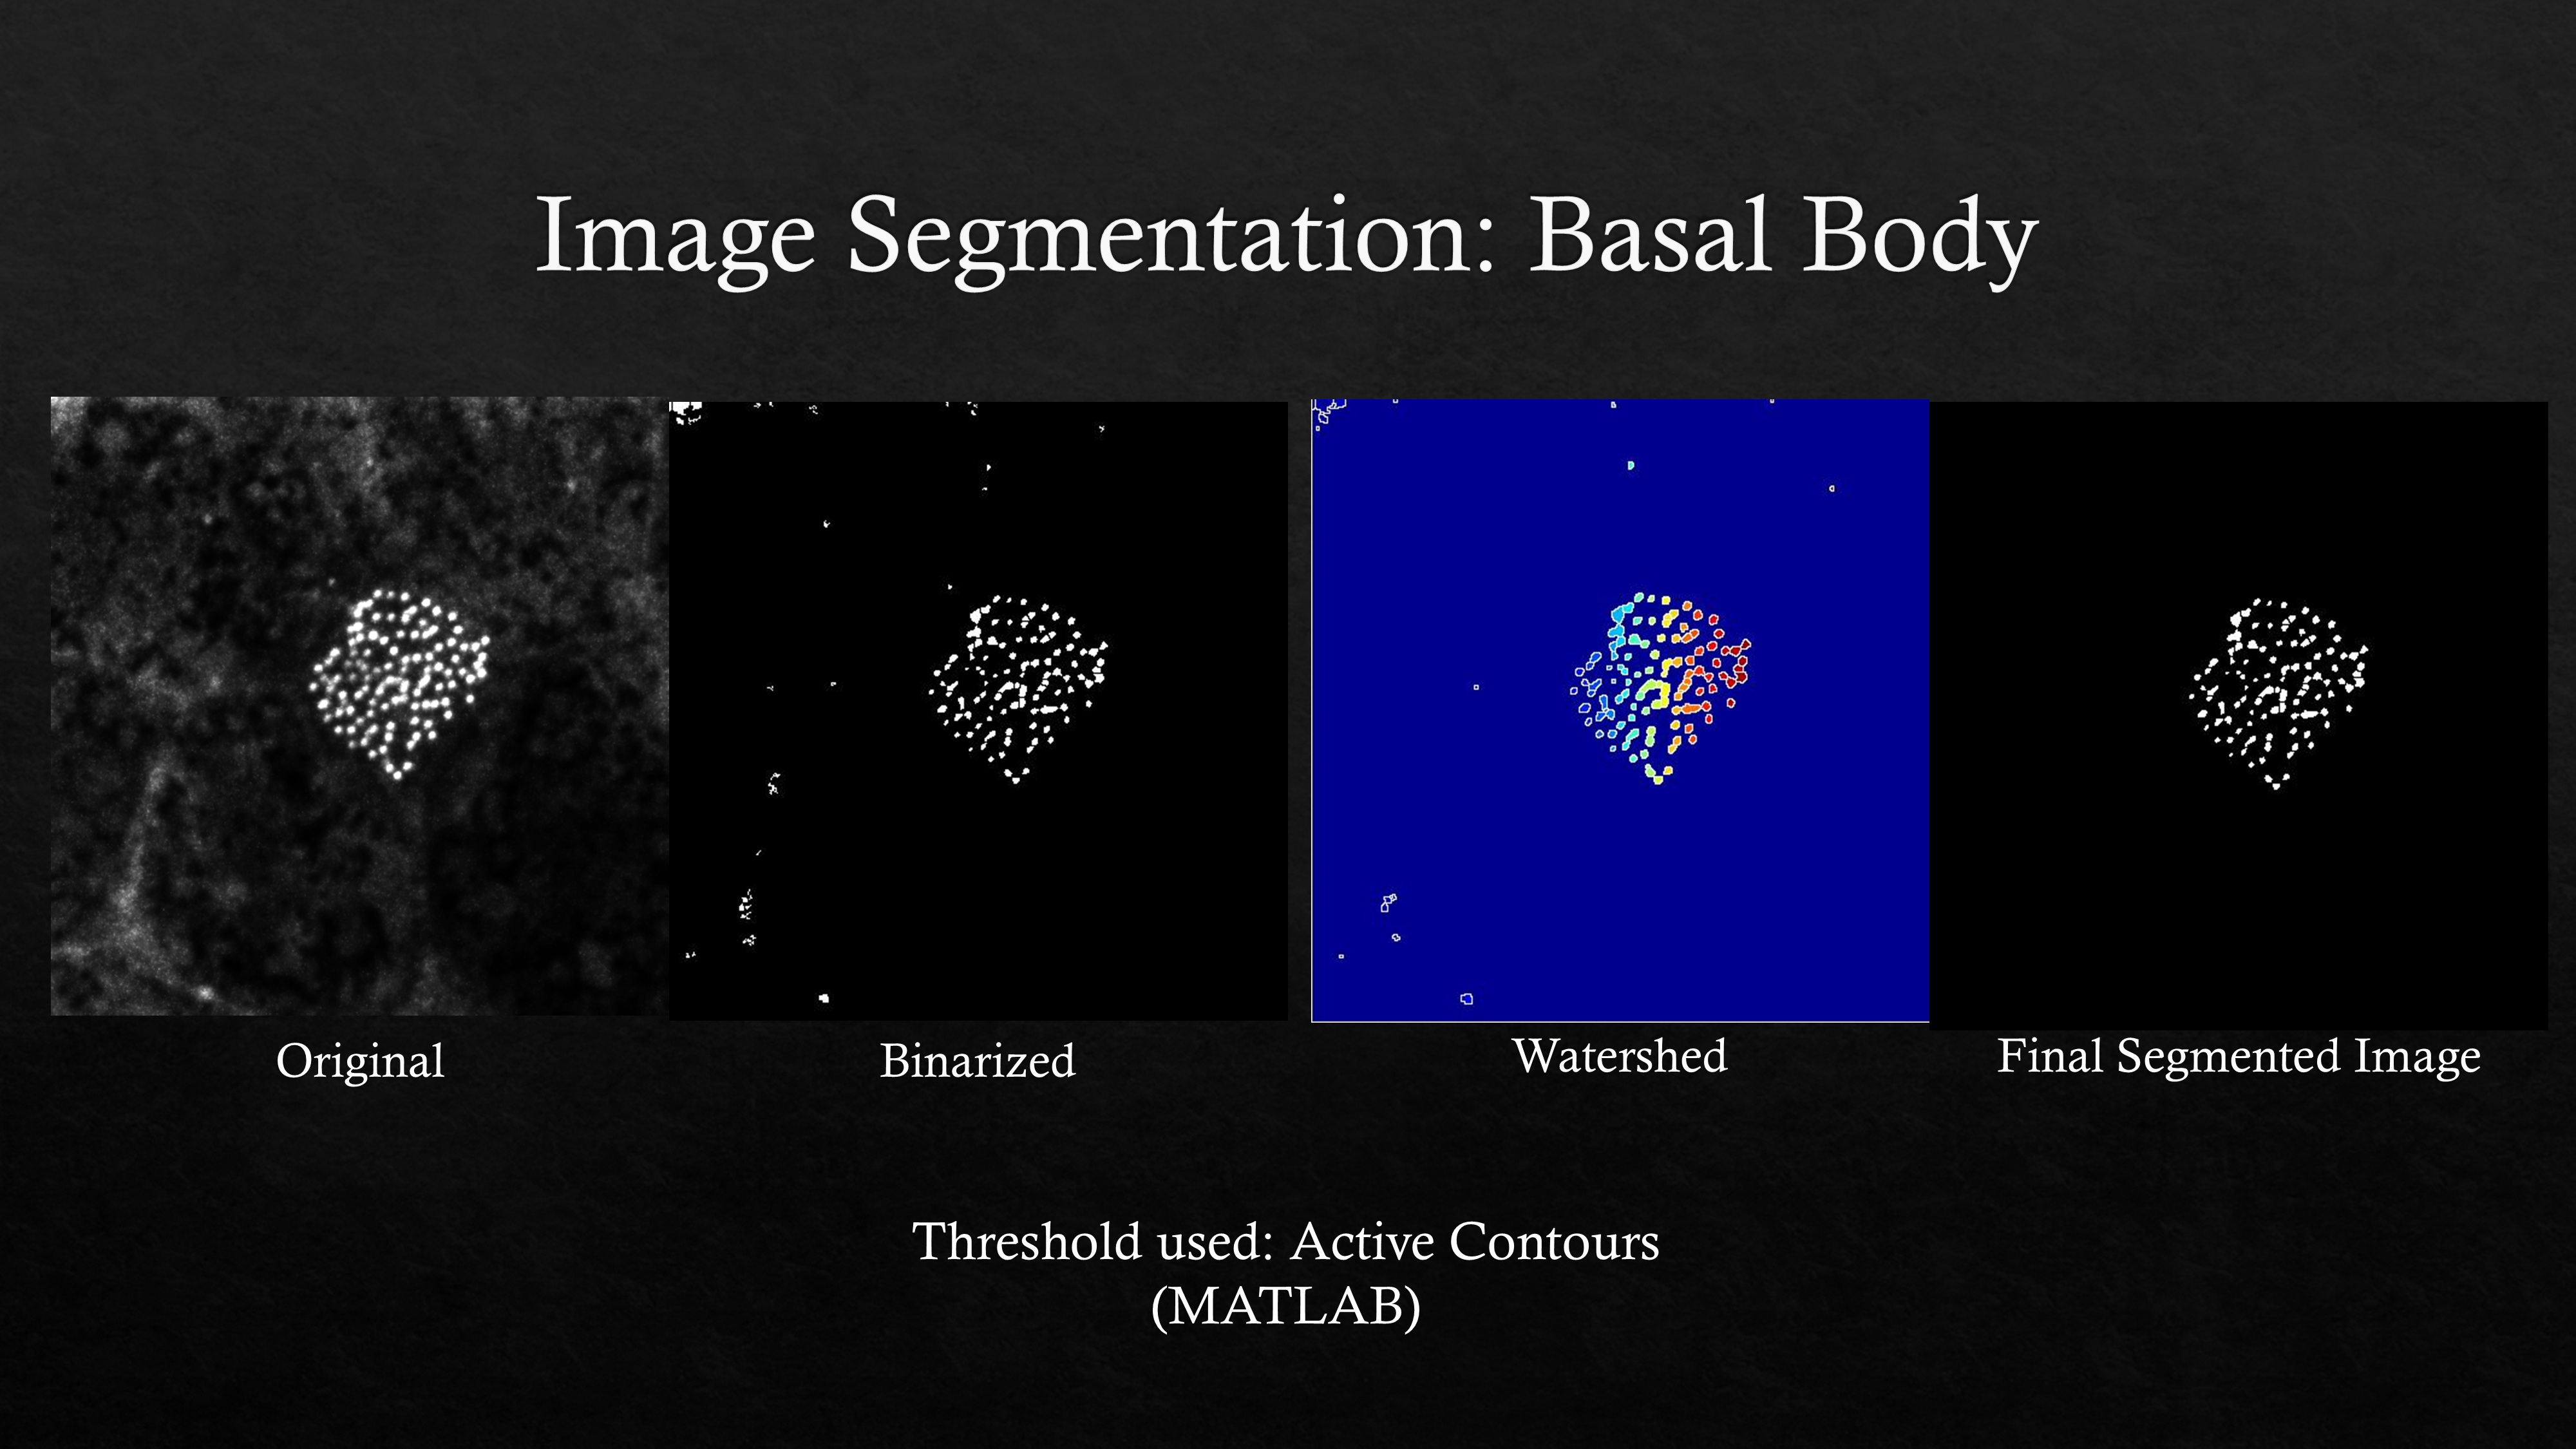 Image Segmentation: Basal Body
Original
Binarized
Watershed
Final Segmented Image
Threshold used: Active Contours
(MATLAB)